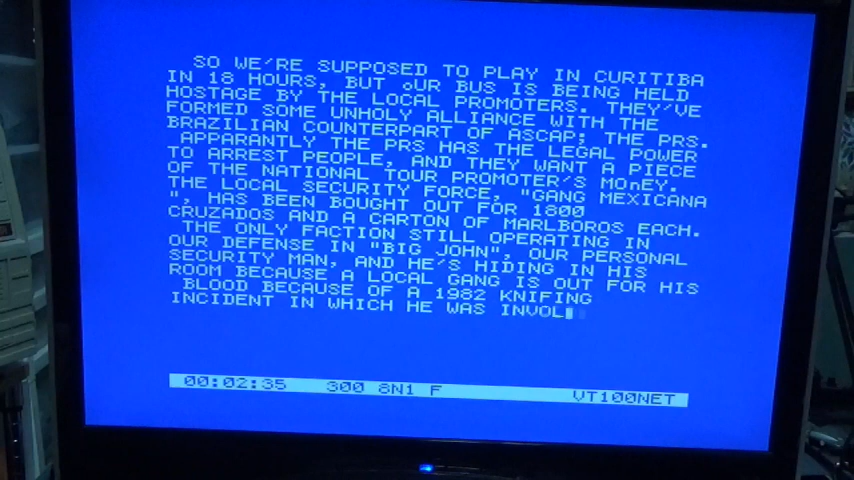 SO WE'RE SUPPOSED TO PLAY IN CURITIBA
IN 18 HOURS, BUT oUR BUS IS BEING HELD
HOSTAGE BY THE LOCAL PROMOTERS. THEY'VE
FORMED SOME UNHOLY ALLIANCE WITH THE
BRAZILIAN COUNTERPART OF ASCAP; THE PRS.
APPARANTLY THE PRS HAS THE LEGAL POWER
TO ARREST PEOPLE, AND THEY WANT A PIECE
OF THE NATIONAL TOUR PROMOTER'S MOnEY.
THE LOCAL SECURITY FORCE, "GANG MEXICANA
", HAS BEEN BOUGHT OUT FOR 1800
CRUZADOS AND A CARTON OF MARLBOROS EACH.
THE ONLY FACTION STILL OPERATING IN
OUR DEFENSE IN "BIG JOHN", OUR PERSONAL
SECURITY MAN, AND HE'S HIDING IN HIS
ROOM BECAUSE A LOCAL GANG IS OUT FOR HIS
BLOOD BECAUSE OF A 1982 KNIFING
INCIDENT IN WHICH HE WAS INVOL
00:02:35 300 8N1 F VT100NET